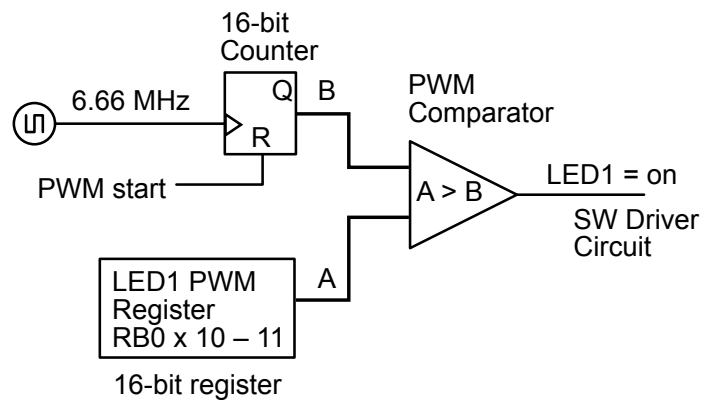 16-bit
Counter
6.66 MHz
Q
B
R
PWM start
PWM
Comparator
A > B
LED1 = on
SW Driver
Circuit
LED1 PWM
Register
RB0 x 10 – 11
A
16-bit register